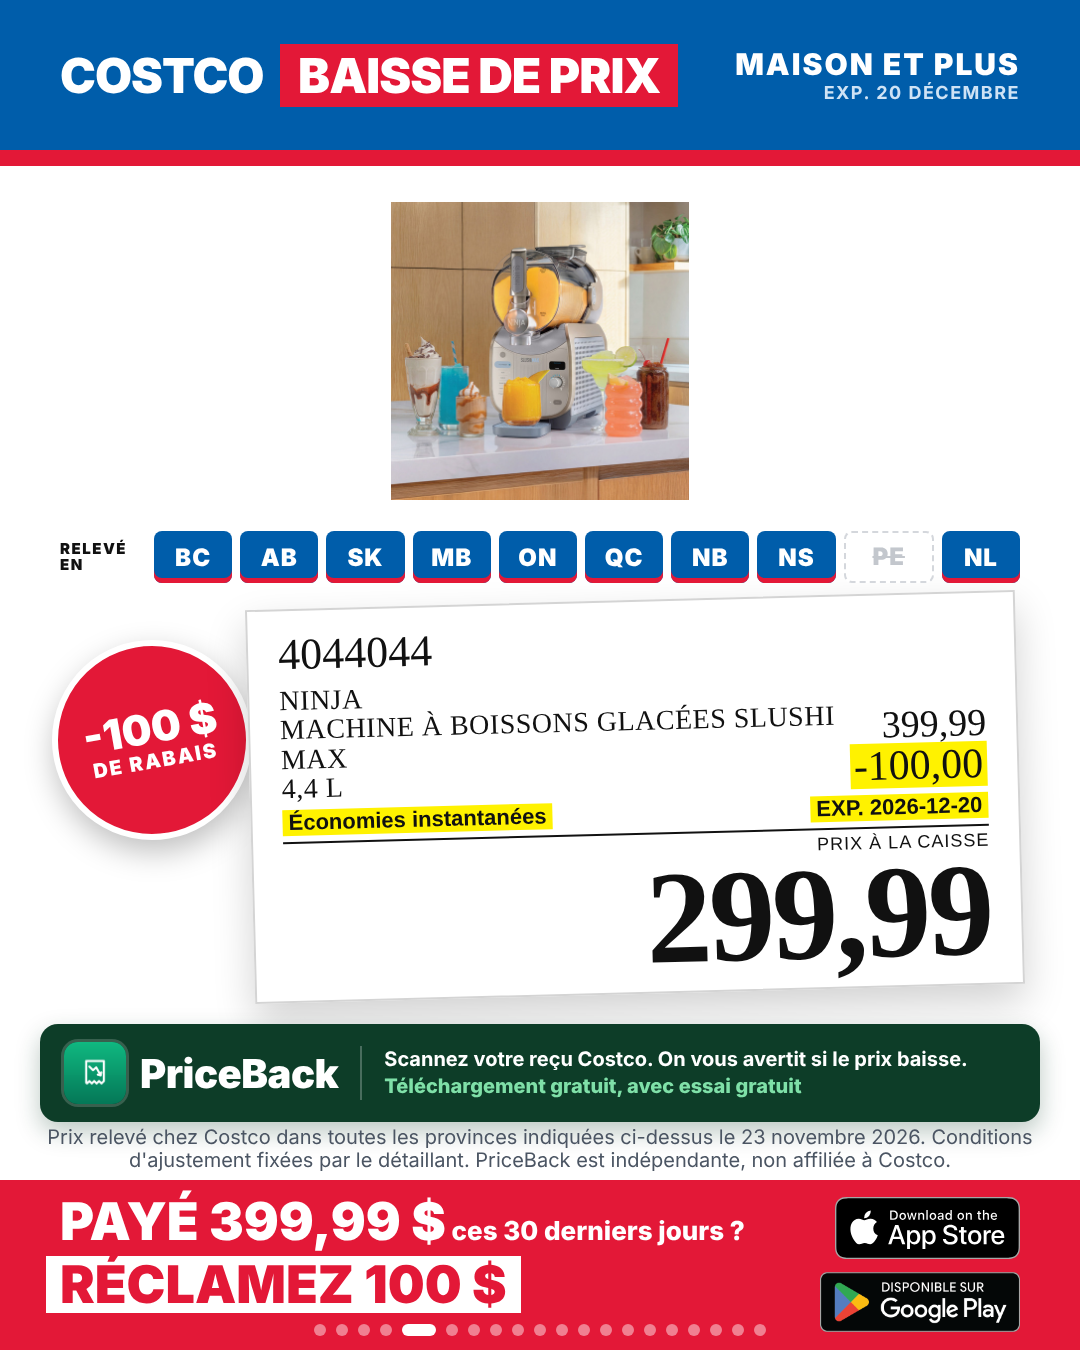 COSTCO BAISSE DE PRIX
MAISON ET PLUS
EXP. 20 DÉCEMBRE
RELEVÉ EN
BC AB SK MB ON QC NB NS PE NL
-100 $
DE RABAIS
4044044
NINJA
MACHINE À BOISSONS GLACÉES SLUSHI
MAX
4,4 L
399,99
-100,00
Économies instantanées
EXP. 2026-12-20
PRIX À LA CAISSE
299,99
PriceBack
Scannez votre reçu Costco. On vous avertit si le prix baisse.
Téléchargement gratuit, avec essai gratuit
Prix relevé chez Costco dans toutes les provinces indiquées ci-dessus le 23 novembre 2026. Conditions
d'ajustement fixées par le détaillant. PriceBack est indépendante, non affiliée à Costco.
PAYÉ 399,99 $ ces 30 derniers jours ?
RÉCLAMEZ 100 $
Download on the
App Store
DISPONIBLE SUR
Google Play